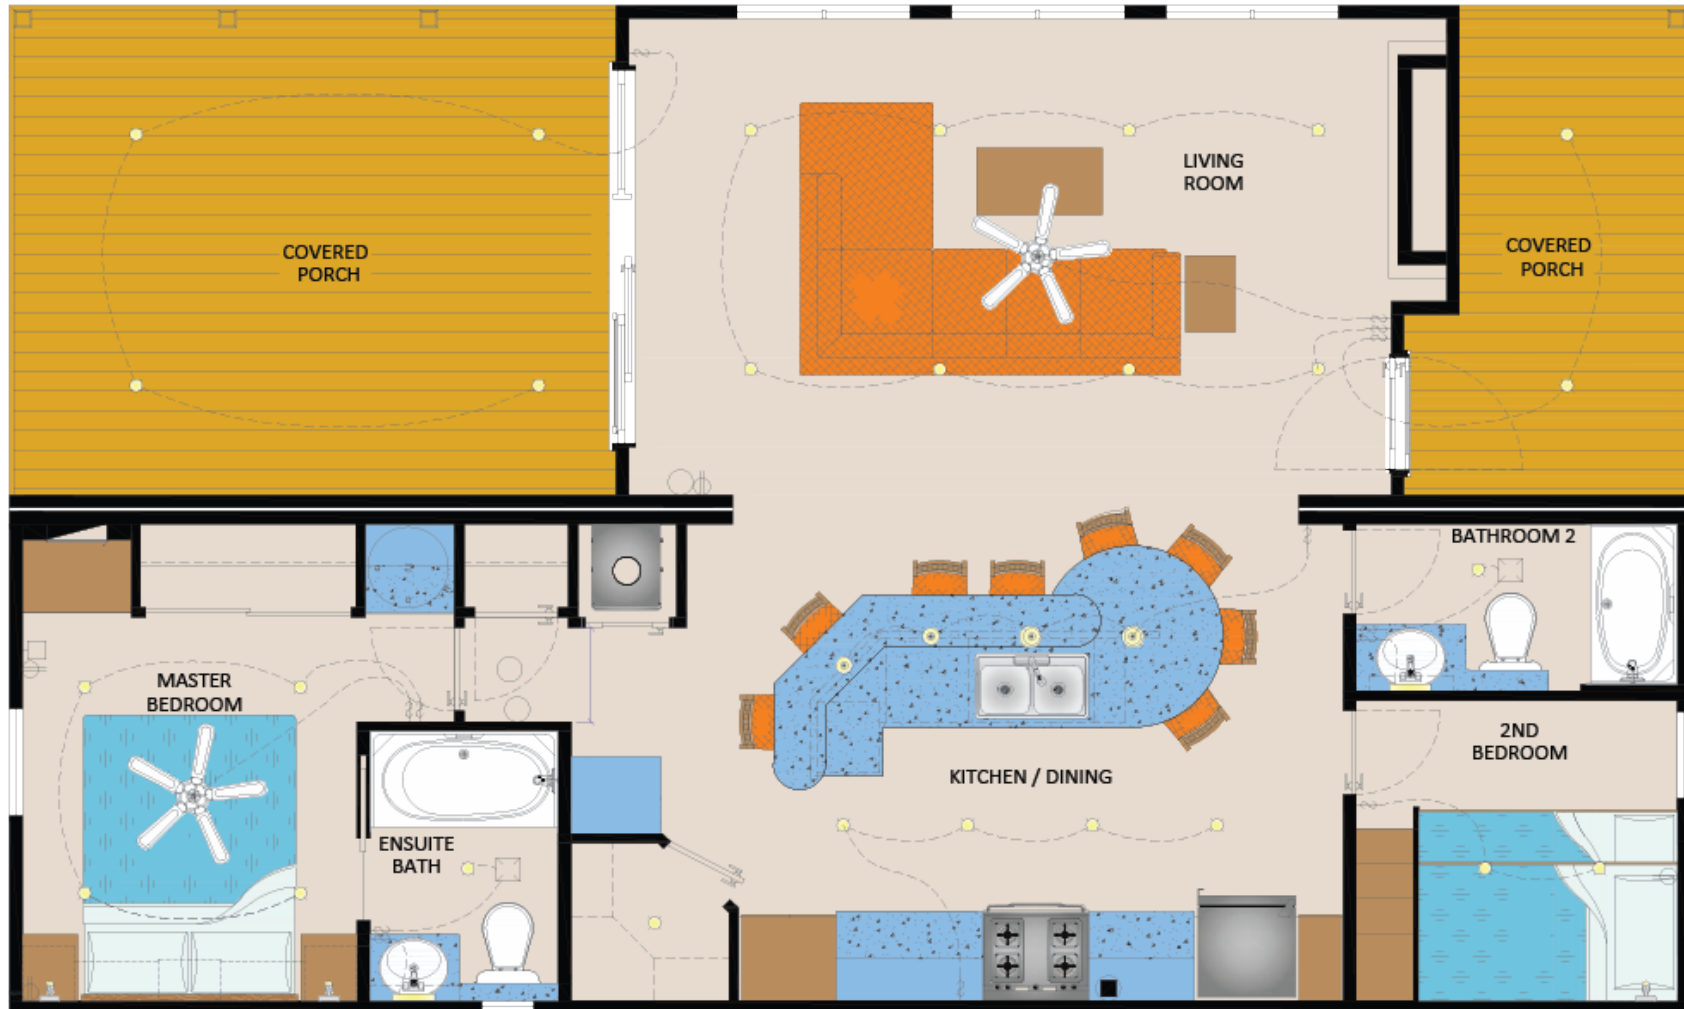 LIVING
ROOM
COVERED
PORCH
COVERED
PORCH
BATHROOM 2
MASTER
BEDROOM
2ND
BEDROOM
KITCHEN / DINING
ENSUITE
BATH